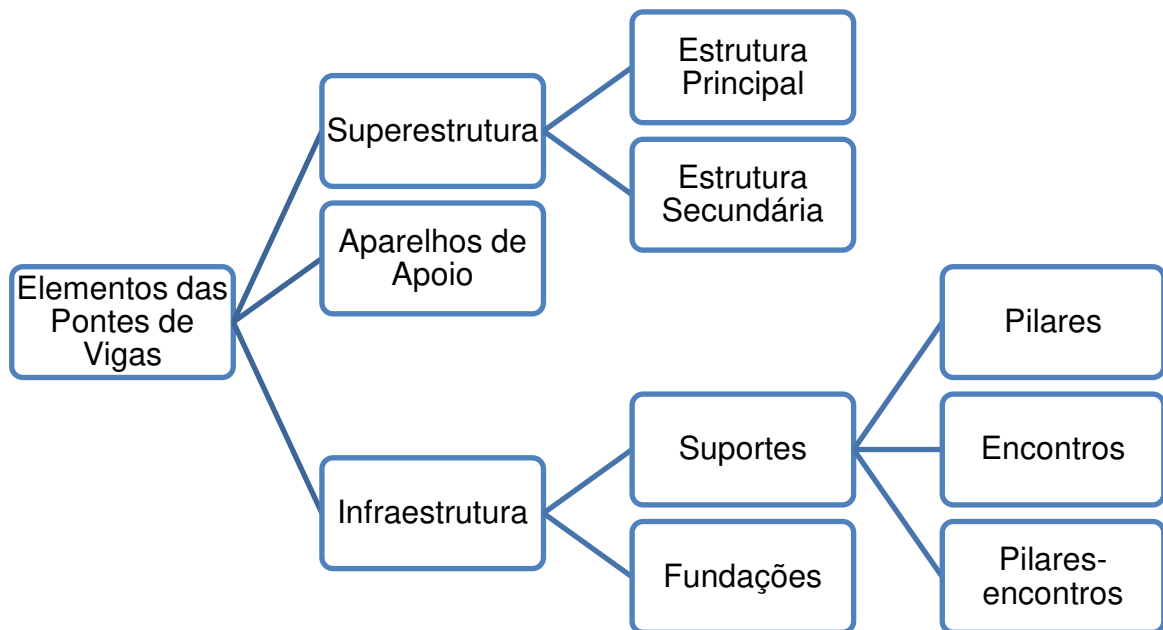 Elementos das
Pontes de
Vigas
Superestrutura
Estrutura
Principal
Estrutura
Secundária
Aparelhos de
Apoio
Infraestrutura
Suportes
Pilares
Encontros
Pilares-
encontros
Fundações